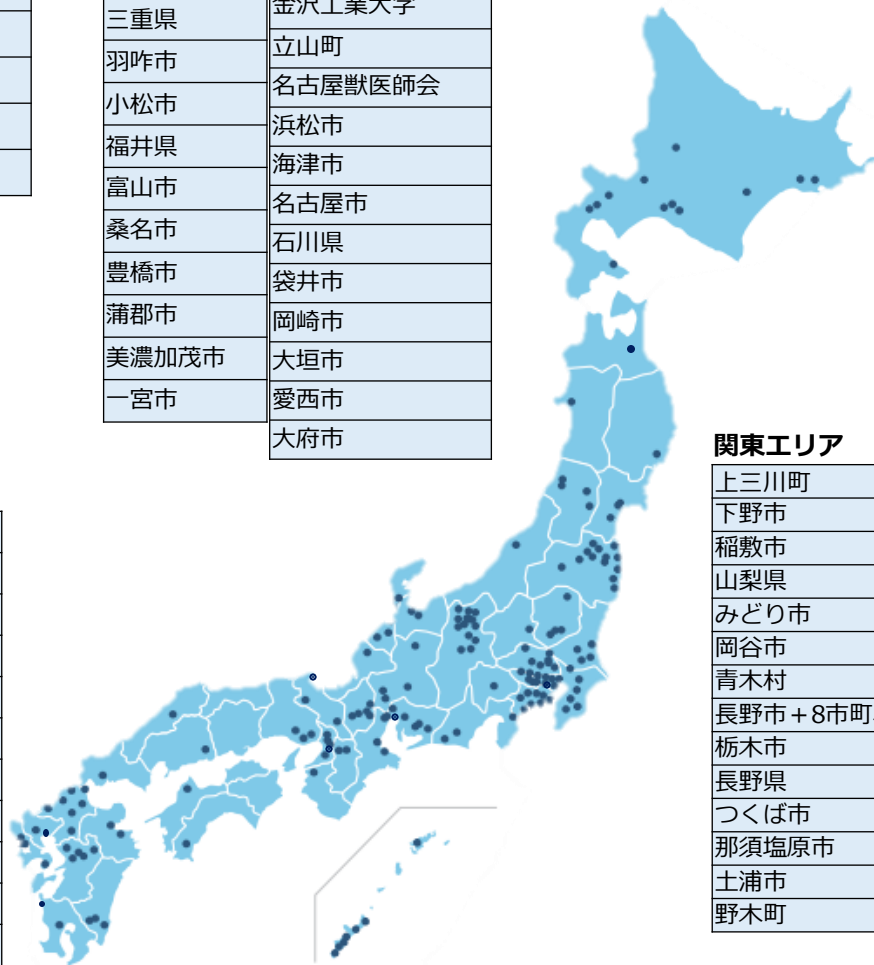 三重県
羽咋市
小松市
福井県
富山市
桑名市
豊橋市
蒲郡市
美濃加茂市
一宮市
金沢工業大学
立山町
名古屋獣医師会
浜松市
海津市
名古屋市
石川県
袋井市
岡崎市
大垣市
愛西市
大府市
関東エリア
上三川町
下野市
稲敷市
山梨県
みどり市
岡谷市
青木村
長野市+8市町
栃木市
長野県
つくば市
那須塩原市
土浦市
野木町